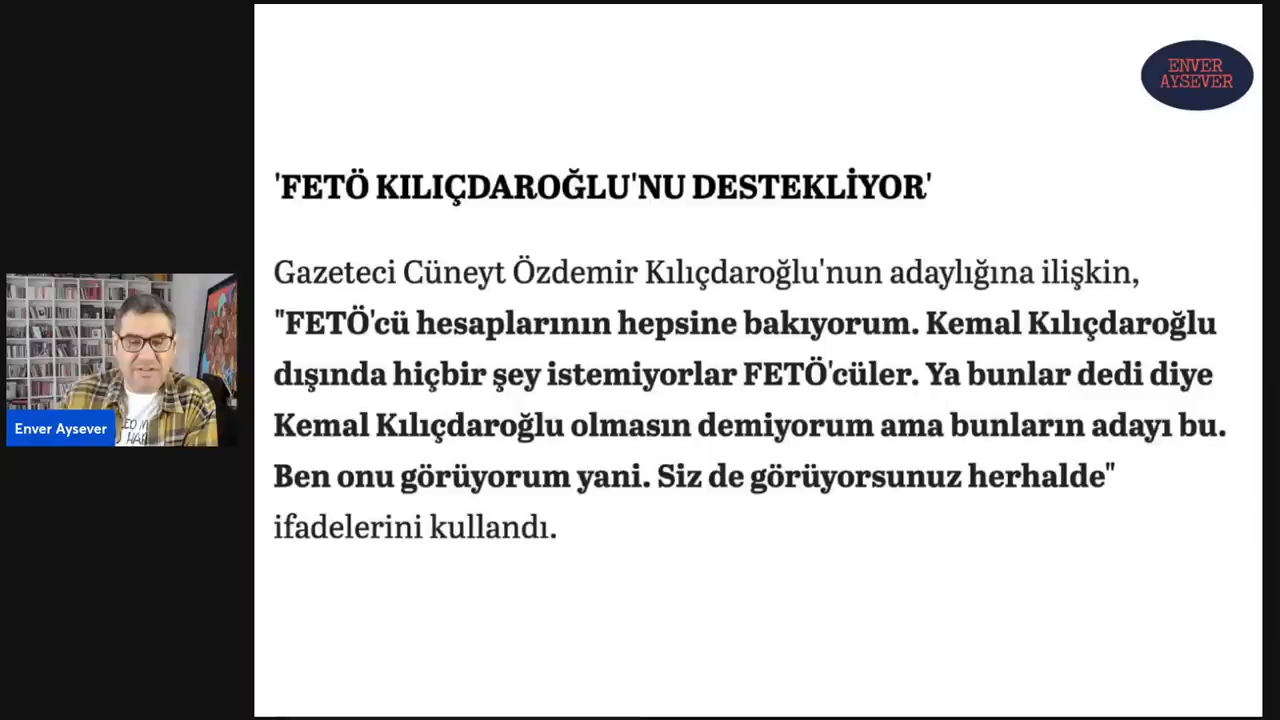 ENVER
AYSEVER
'FETÖ KILIÇDAROĞLU'NU DESTEKLİYOR'
Gazeteci Cüneyt Özdemir Kılıçdaroğlu'nun adaylığına ilişkin,
"FETÖ'cü hesaplarının hepsine bakıyorum. Kemal Kılıçdaroğlu
dışında hiçbir şey istemiyorlar FETÖ'cüler. Ya bunlar dedi diye
Kemal Kılıçdaroğlu olmasın demiyorum ama bunların adayı bu.
Ben onu görüyorum yani. Siz de görüyorsunuz herhalde"
ifadelerini kullandı.
Enver Aysever